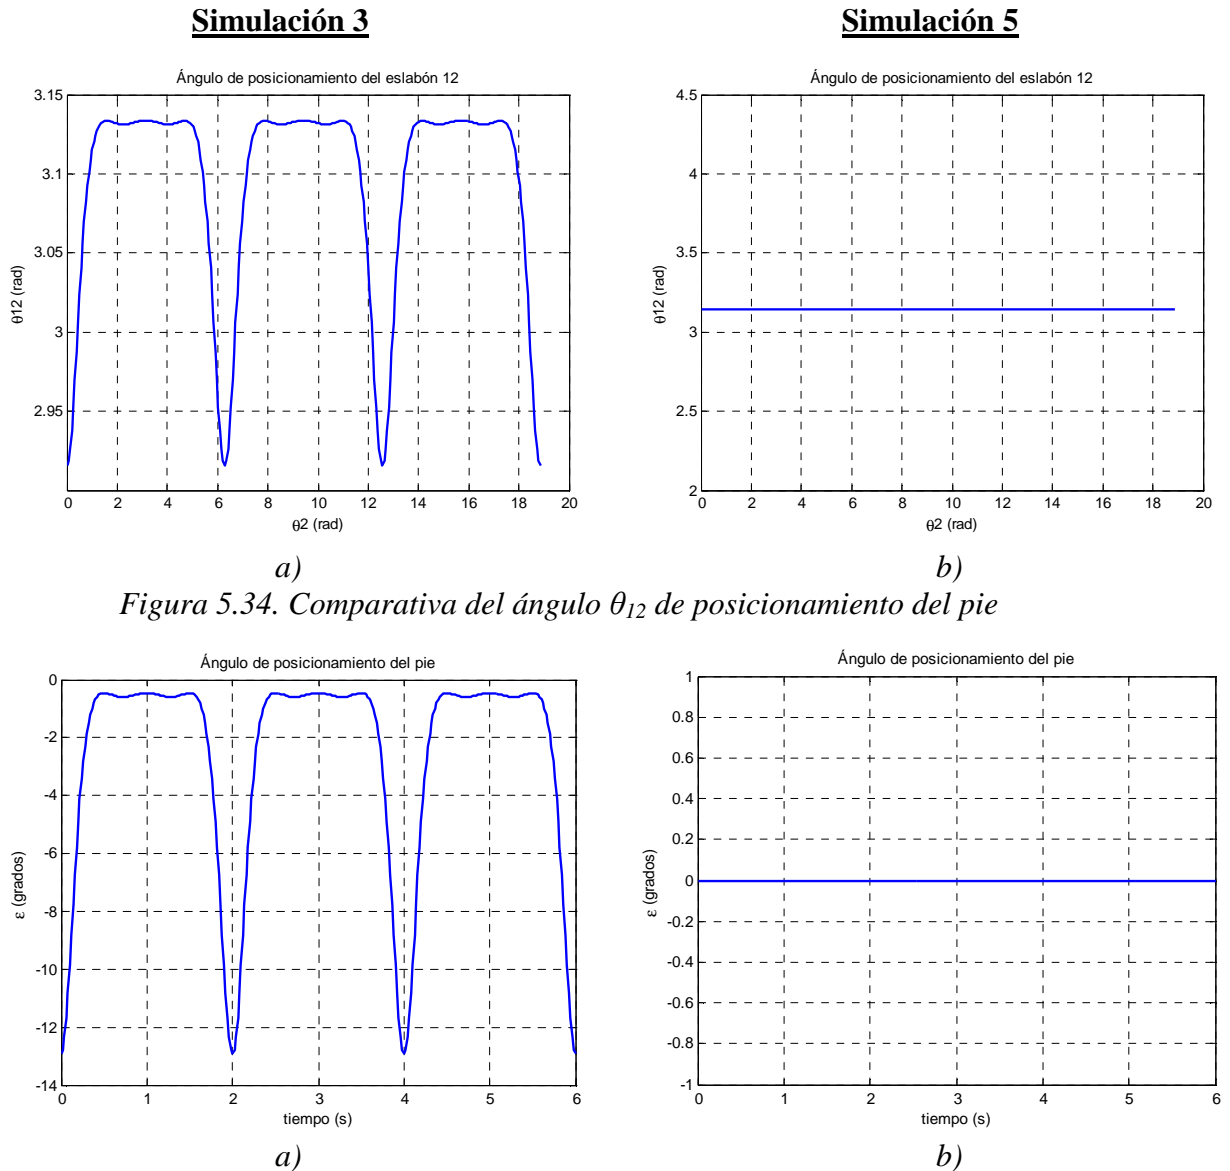 Simulación 3
Simulación 5
Ángulo de posicionamiento del eslabón 12
3.15
3.1
3.05
3
2.95
θ12 (rad)
0 2 4 6 8 10 12 14 16 18 20
θ2 (rad)
Ángulo de posicionamiento del eslabón 12
4.5
4
3.5
3
2.5
2
θ12 (rad)
0 2 4 6 8 10 12 14 16 18 20
θ2 (rad)
a)
b)
Figura 5.34. Comparativa del ángulo θ12 de posicionamiento del pie
Ángulo de posicionamiento del pie
0
-2
-4
-6
-8
-10
-12
-14
ε (grados)
0 1 2 3 4 5 6
tiempo (s)
Ángulo de posicionamiento del pie
1
0.8
0.6
0.4
0.2
0
-0.2
-0.4
-0.6
-0.8
-1
ε (grados)
0 1 2 3 4 5 6
tiempo (s)
a)
b)